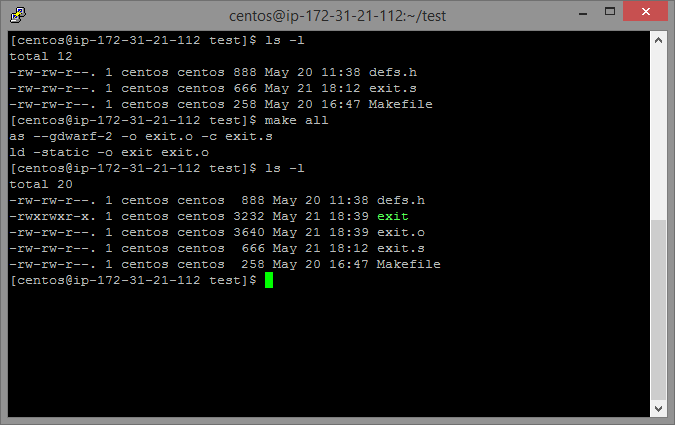 centos@ip-172-31-21-112:~/test
[centos@ip-172-31-21-112 test]$ ls -l
total 12
-rw-rw-r--. 1 centos centos 888 May 20 11:38 defs.h
-rw-rw-r--. 1 centos centos 666 May 21 18:12 exit.s
-rw-rw-r--. 1 centos centos 258 May 20 16:47 Makefile
[centos@ip-172-31-21-112 test]$ make all
as --gdwarf-2 -o exit.o -c exit.s
ld -static -o exit exit.o
[centos@ip-172-31-21-112 test]$ ls -l
total 20
-rw-rw-r--. 1 centos centos  888 May 20 11:38 defs.h
-rwxrwxr-x. 1 centos centos 3232 May 21 18:39 exit
-rw-rw-r--. 1 centos centos 3640 May 21 18:39 exit.o
-rw-rw-r--. 1 centos centos  666 May 21 18:12 exit.s
-rw-rw-r--. 1 centos centos  258 May 20 16:47 Makefile
[centos@ip-172-31-21-112 test]$